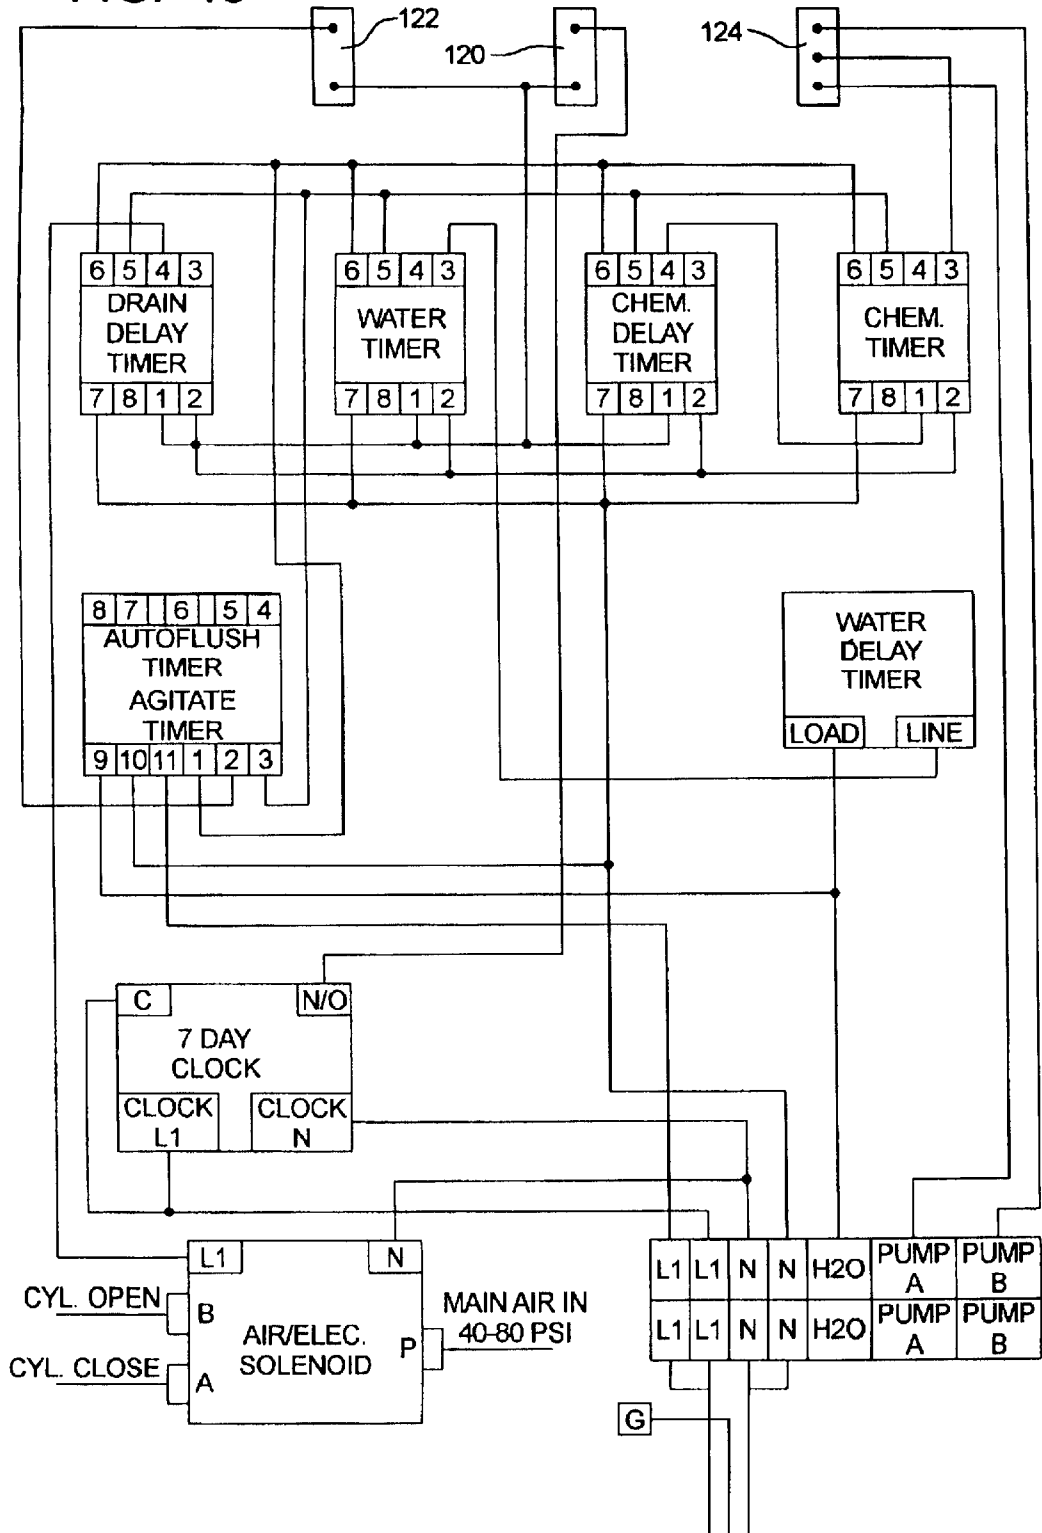 122
120
124
6 5 4 3
DRAIN
DELAY
TIMER
7 8 1 2
6 5 4 3
WATER
TIMER
7 8 1 2
6 5 4 3
CHEM.
DELAY
TIMER
7 8 1 2
6 5 4 3
CHEM.
TIMER
7 8 1 2
8 7 6 5 4
AUTOFLUSH
TIMER
AGITATE
TIMER
9 10 11 1 2 3
WATER
DELAY
TIMER
LOAD LINE
C N/O
7 DAY
CLOCK
CLOCK
L1
CLOCK
N
L1 N
CYL. OPEN
B
CYL. CLOSE
A
AIR/ELEC.
SOLENOID
P
MAIN AIR IN
40-80 PSI
L1 L1 N N H2O PUMP A PUMP B
L1 L1 N N H2O PUMP A PUMP B
G